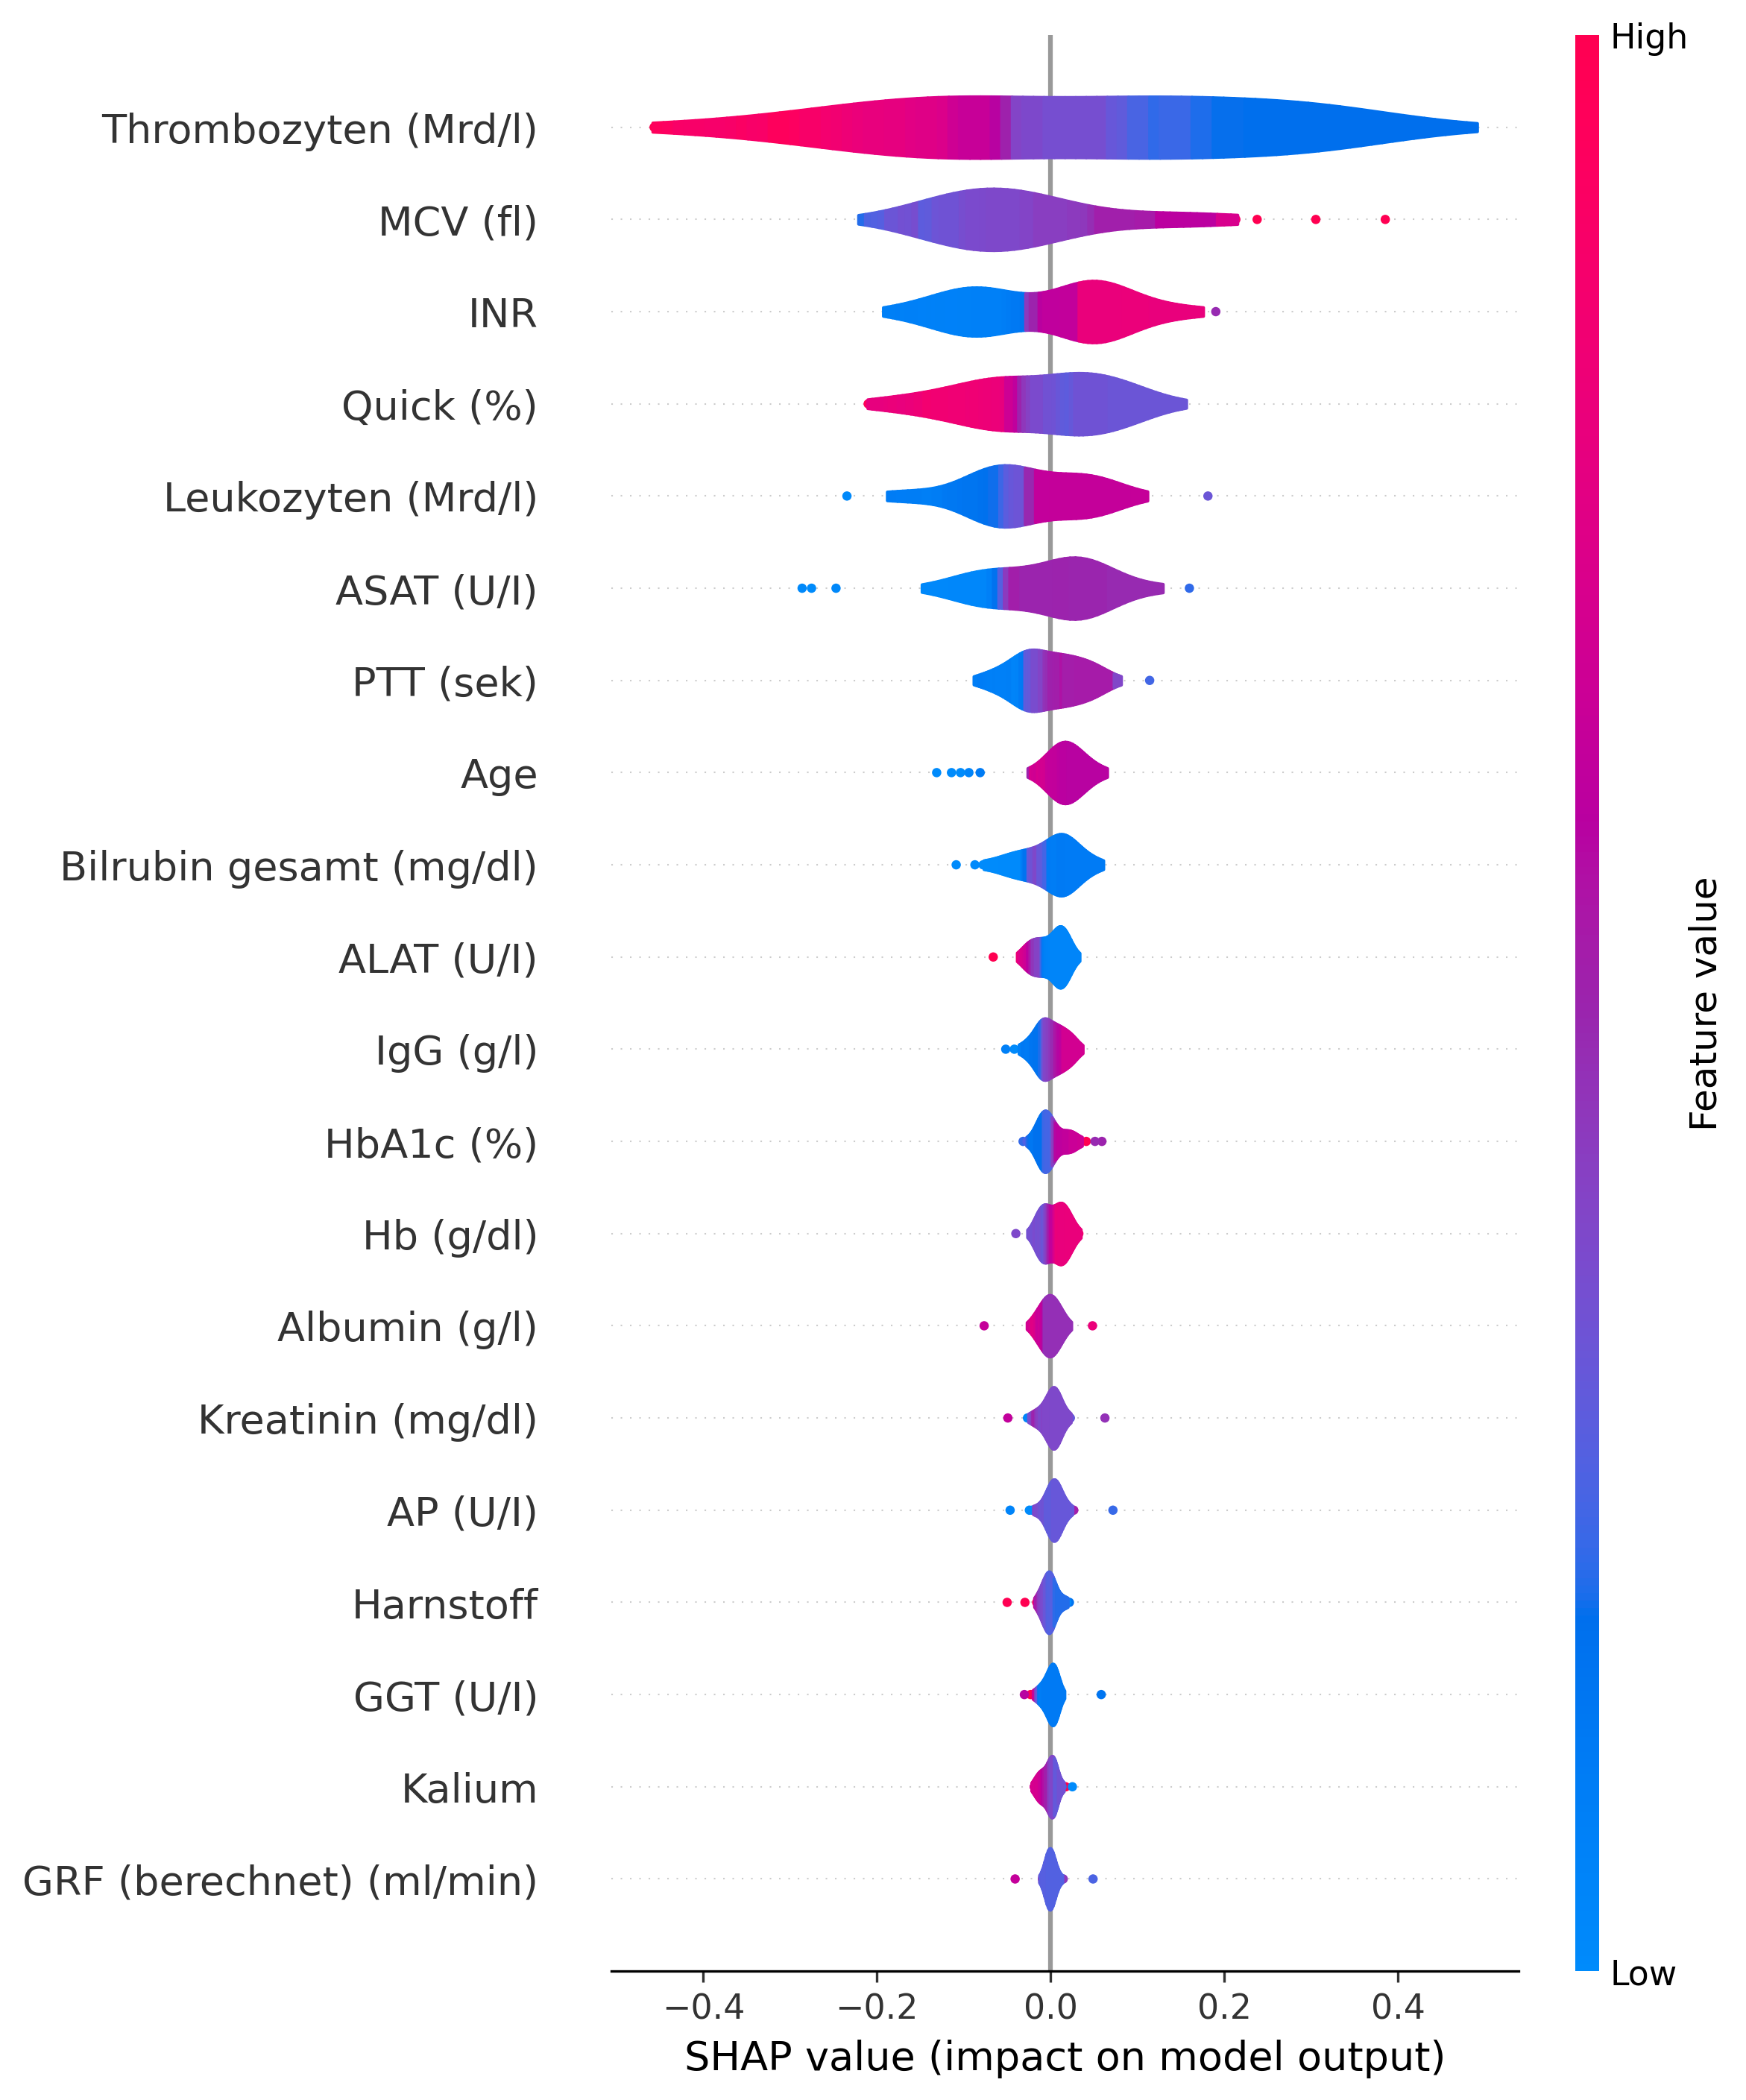 High
Thrombozyten (Mrd/l)
MCV (fl)
INR
Quick (%)
Leukozyten (Mrd/l)
ASAT (U/l)
PTT (sek)
Age
Bilrubin gesamt (mg/dl)
ALAT (U/l)
IgG (g/l)
HbA1c (%)
Hb (g/dl)
Albumin (g/l)
Kreatinin (mg/dl)
AP (U/l)
Harnstoff
GGT (U/l)
Kalium
GRF (berechnet) (ml/min)
Feature value
Low
−0.4 −0.2 0.0 0.2 0.4
SHAP value (impact on model output)